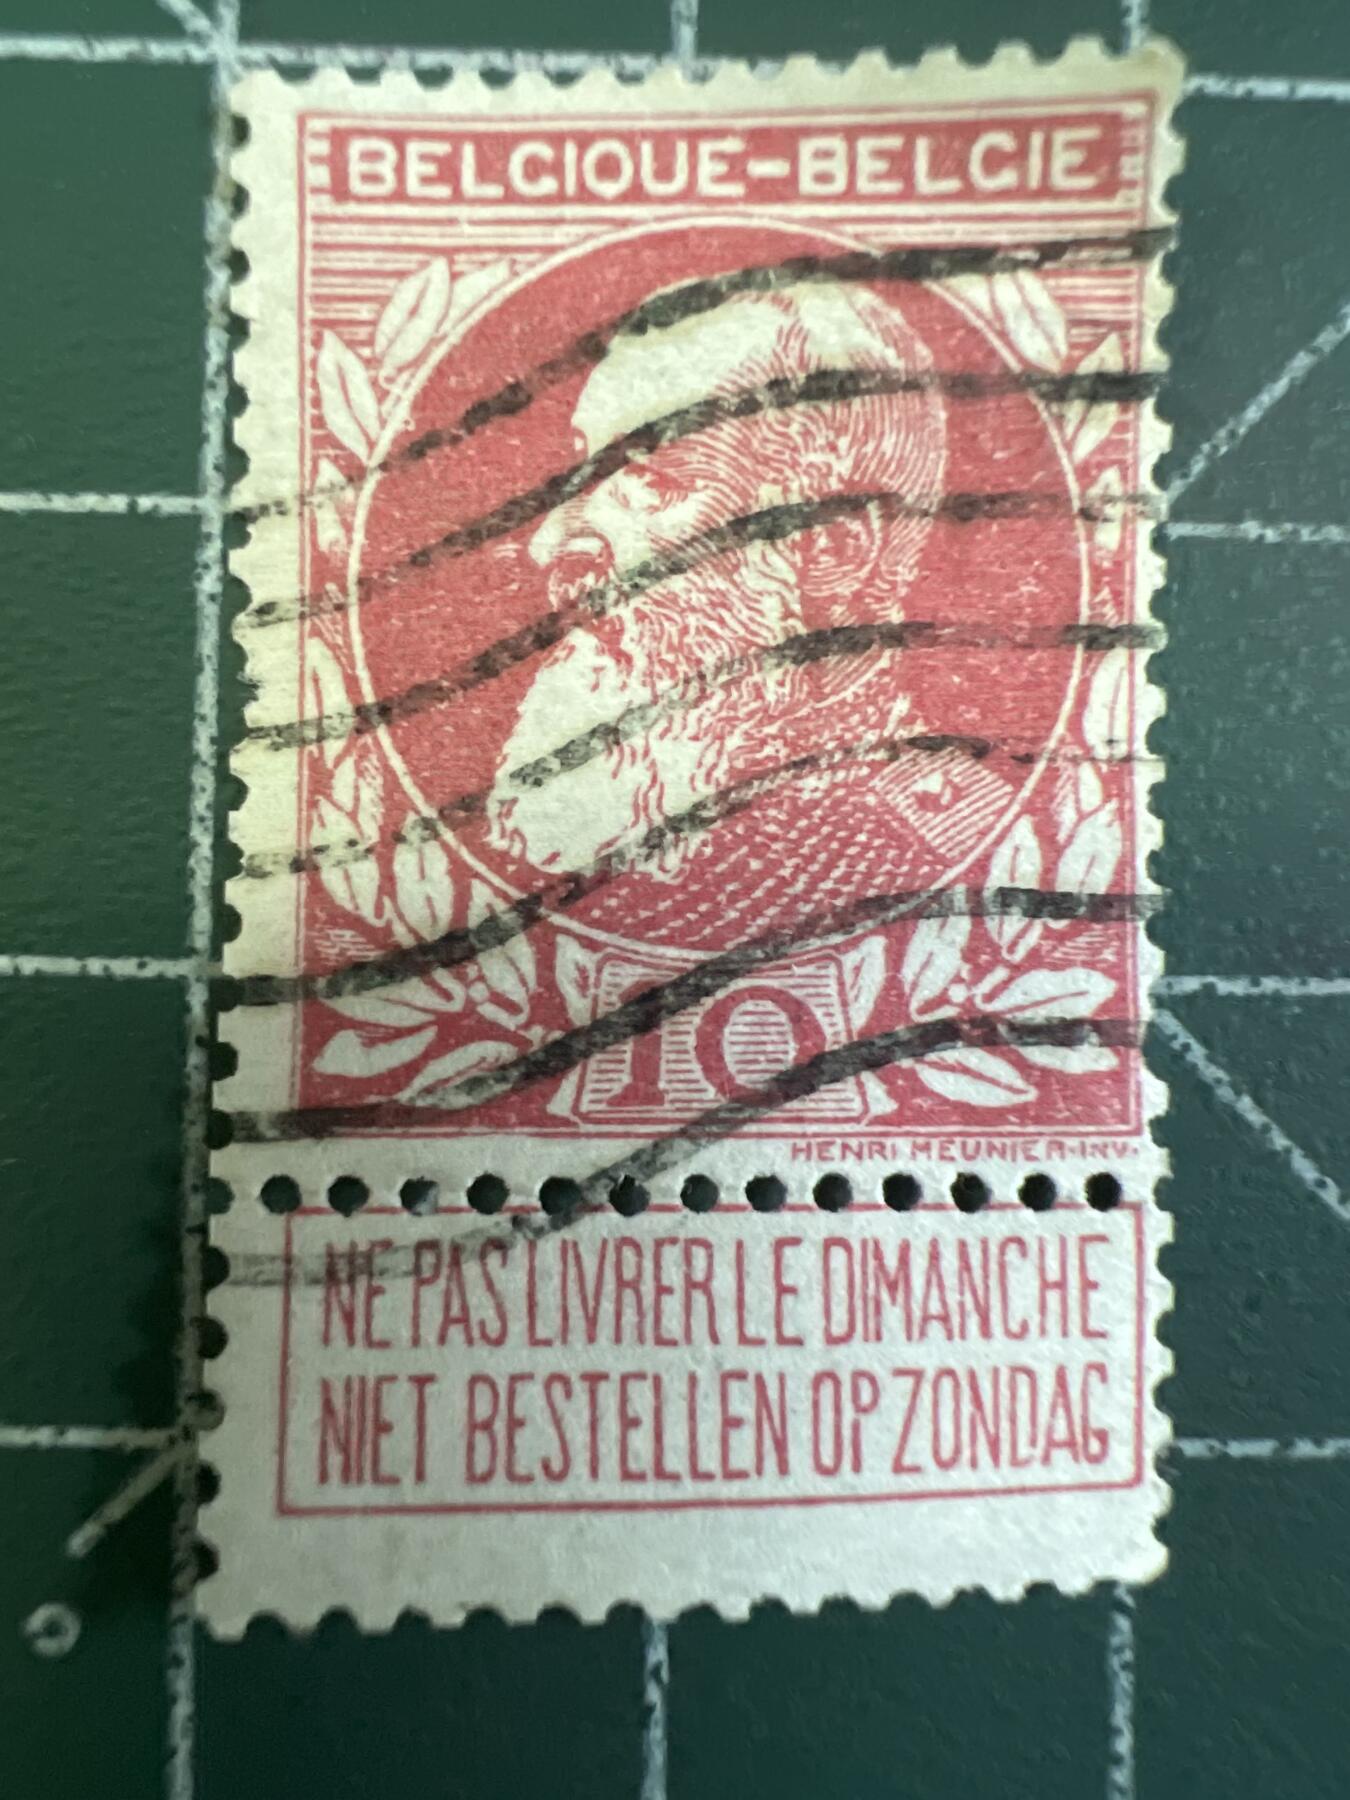 BELGIQUE-BELGIE
10
HENRI MEUNIER·INV.
NE PAS LIVRER LE DIMANCHE
NIET BESTELLEN OP ZONDAG